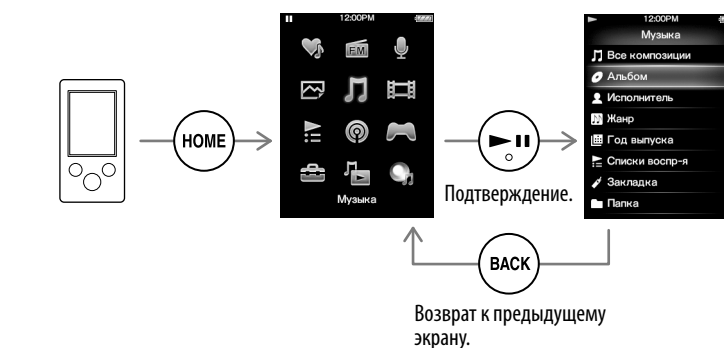 12:00PM
FM
Музыка
HOME
Подтверждение.
12:00PM
Музыка
Все композиции
Альбом
Исполнитель
Жанр
Год выпуска
Списки воспр-я
Закладка
Папка
BACK
Возврат к предыдущему
экрану.